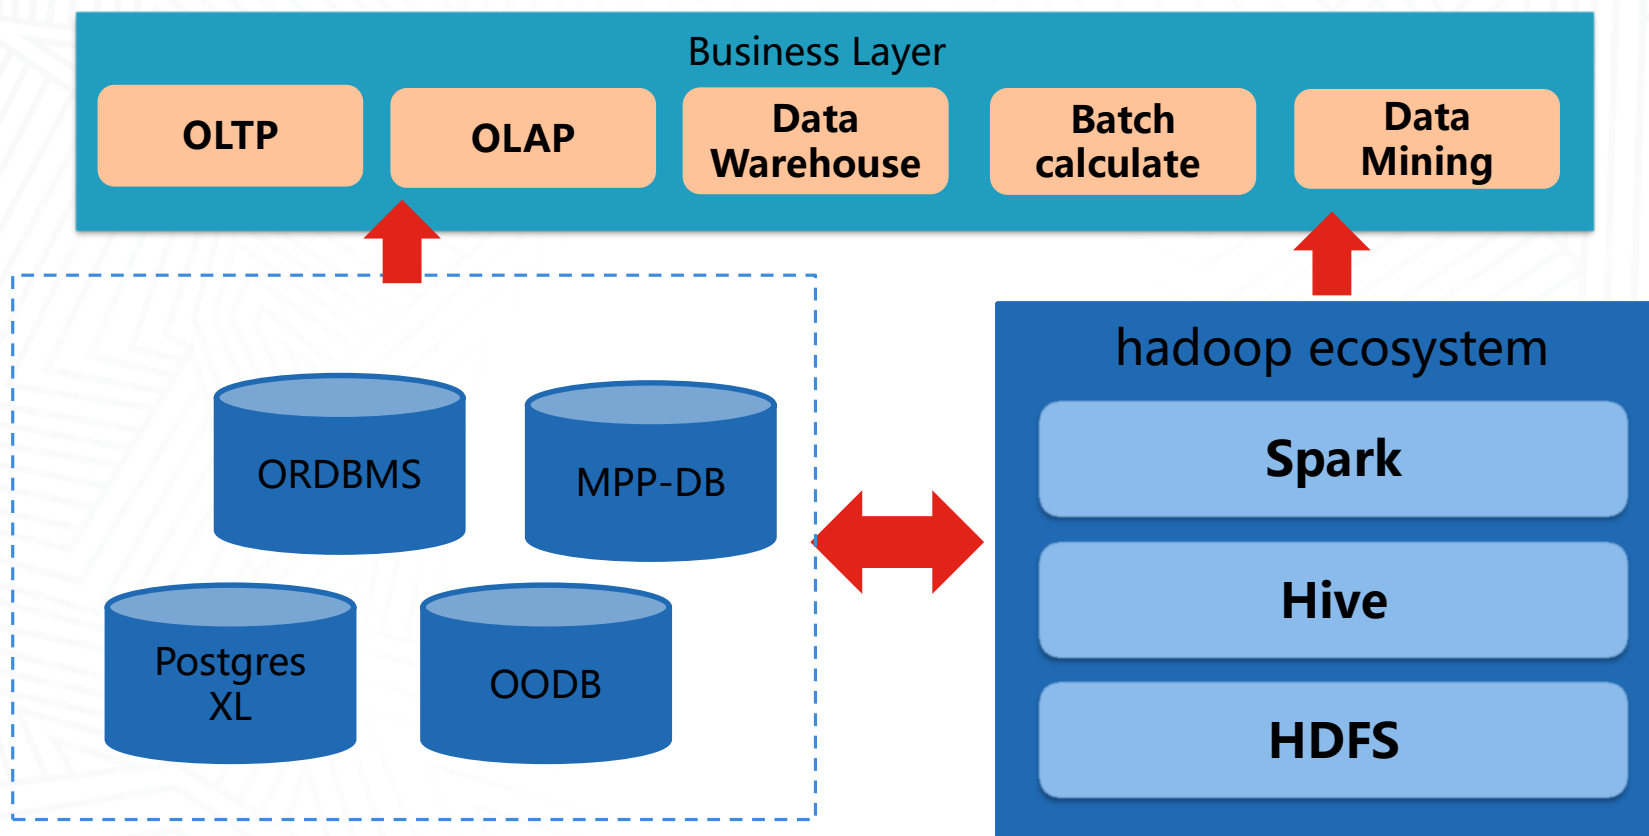 Business Layer
OLTP
OLAP
Data
Warehouse
Batch
calculate
Data
Mining
hadoop ecosystem
Spark
Hive
HDFS
ORDBMS
MPP-DB
Postgres
XL
OODB